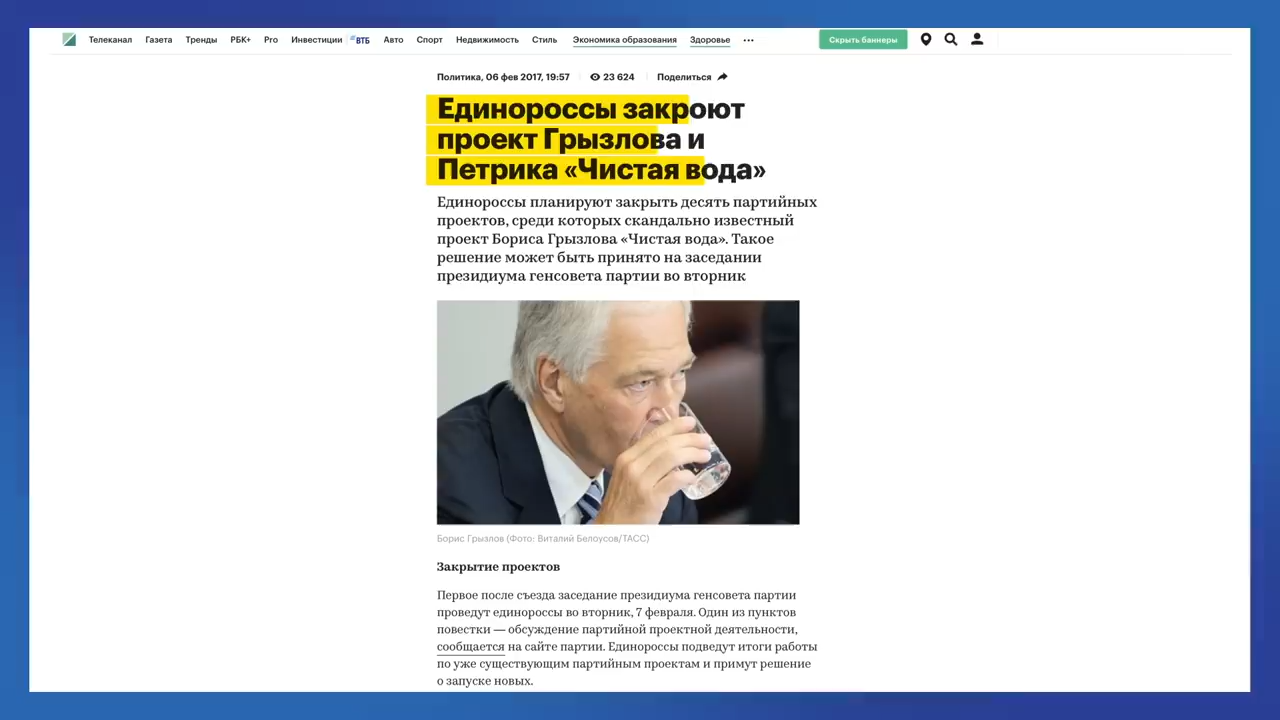 Телеканал Газета Тренды РБК+ Pro Инвестиции ВТБ Авто Спорт Недвижимость Стиль Экономика образования Здоровье ••• Скрыть баннеры
Политика, 06 фев 2017, 19:57 23 624 Поделиться
Единороссы закроют
проект Грызлова и
Петрика «Чистая вода»
Единороссы планируют закрыть десять партийных
проектов, среди которых скандально известный
проект Бориса Грызлова «Чистая вода». Такое
решение может быть принято на заседании
президиума генсовета партии во вторник
Борис Грызлов (Фото: Виталий Белоусов/ТАСС)
Закрытие проектов
Первое после съезда заседание президиума генсовета партии
проведут единороссы во вторник, 7 февраля. Один из пунктов
повестки — обсуждение партийной проектной деятельности,
сообщается на сайте партии. Единороссы подведут итоги работы
по уже существующим партийным проектам и примут решение
о запуске новых.